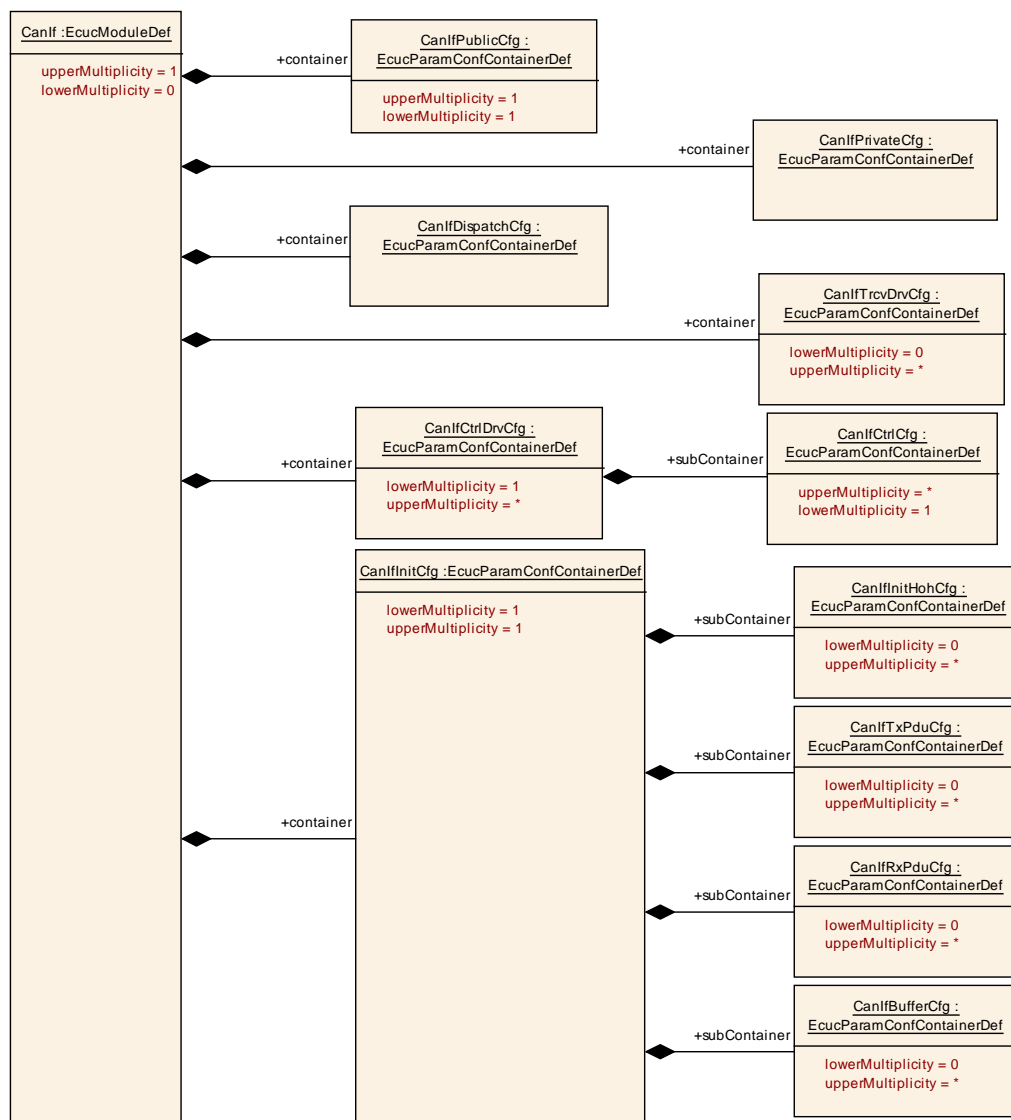 CanIf :EcucModuleDef
upperMultiplicity = 1
lowerMultiplicity = 0
+container
CanIfPublicCfg :
EcucParamConfContainerDef
upperMultiplicity = 1
lowerMultiplicity = 1
+container
CanIfPrivateCfg :
EcucParamConfContainerDef
+container
CanIfDispatchCfg :
EcucParamConfContainerDef
+container
CanIfTrcvDrvCfg :
EcucParamConfContainerDef
lowerMultiplicity = 0
upperMultiplicity = *
+container
CanIfCtrlDrvCfg :
EcucParamConfContainerDef
lowerMultiplicity = 1
upperMultiplicity = *
+subContainer
CanIfCtrlCfg :
EcucParamConfContainerDef
upperMultiplicity = *
lowerMultiplicity = 1
+container
CanIfInitCfg :EcucParamConfContainerDef
lowerMultiplicity = 1
upperMultiplicity = 1
+subContainer
CanIfInitHohCfg :
EcucParamConfContainerDef
lowerMultiplicity = 0
upperMultiplicity = *
+subContainer
CanIfTxPduCfg :
EcucParamConfContainerDef
lowerMultiplicity = 0
upperMultiplicity = *
+subContainer
CanIfRxPduCfg :
EcucParamConfContainerDef
lowerMultiplicity = 0
upperMultiplicity = *
+subContainer
CanIfBufferCfg :
EcucParamConfContainerDef
lowerMultiplicity = 0
upperMultiplicity = *